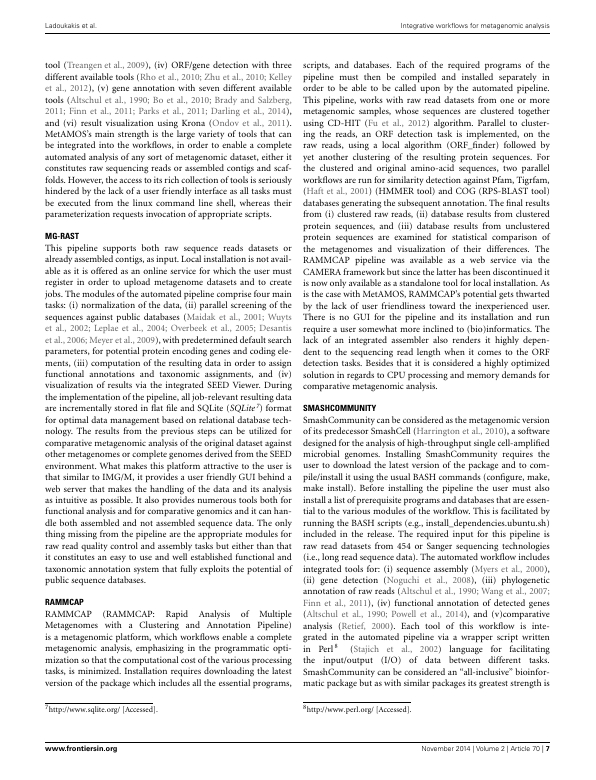 Ladoukakis et al.
Integrative workflows for metagenomic analysis
tool (Treangen et al., 2009), (iv) ORF/gene detection with three
different available tools (Rho et al., 2010; Zhu et al., 2010; Kelley
et al., 2012), (v) gene annotation with seven different available
tools (Altschul et al., 1990; Bo et al., 2010; Brady and Salzberg,
2011; Finn et al., 2011; Parks et al., 2011; Darling et al., 2014),
and (vi) result visualization using Krona (Ondov et al., 2011).
MetAMOS's main strength is the large variety of tools that can
be integrated into the workflows, in order to enable a complete
automated analysis of any sort of metagenomic dataset, either it
constitutes raw sequencing reads or assembled contigs and scaf-
folds. However, the access to its rich collection of tools is seriously
hindered by the lack of a user friendly interface as all tasks must
be executed from the linux command line shell, whereas their
parameterization requests invocation of appropriate scripts.
MG-RAST
This pipeline supports both raw sequence reads datasets or
already assembled contigs, as input. Local installation is not avail-
able as it is offered as an online service for which the user must
register in order to upload metagenome datasets and to create
jobs. The modules of the automated pipeline comprise four main
tasks: (i) normalization of the data, (ii) parallel screening of the
sequences against public databases (Maidak et al., 2001; Wuyts
et al., 2002; Leplae et al., 2004; Overbeek et al., 2005; Desantis
et al., 2006; Meyer et al., 2009), with predetermined default search
parameters, for potential protein encoding genes and coding ele-
ments, (iii) computation of the resulting data in order to assign
functional annotations and taxonomic assignments, and (iv)
visualization of results via the integrated SEED Viewer. During
the implementation of the pipeline, all job-relevant resulting data
are incrementally stored in flat file and SQLite (SQLite7) format
for optimal data management based on relational database tech-
nology. The results from the previous steps can be utilized for
comparative metagenomic analysis of the original dataset against
other metagenomes or complete genomes derived from the SEED
environment. What makes this platform attractive to the user is
that similar to IMG/M, it provides a user friendly GUI behind a
web server that makes the handling of the data and its analysis
as intuitive as possible. It also provides numerous tools both for
functional analysis and for comparative genomics and it can han-
dle both assembled and not assembled sequence data. The only
thing missing from the pipeline are the appropriate modules for
raw read quality control and assembly tasks but either than that
it constitutes an easy to use and well established functional and
taxonomic annotation system that fully exploits the potential of
public sequence databases.
RAMMCAP
RAMMCAP (RAMMCAP: Rapid Analysis of Multiple
Metagenomes with a Clustering and Annotation Pipeline)
is a metagenomic platform, which workflows enable a complete
metagenomic analysis, emphasizing in the programmatic opti-
mization so that the computational cost of the various processing
tasks, is minimized. Installation requires downloading the latest
version of the package which includes all the essential programs,
7http://www.sqlite.org/ [Accessed].
scripts, and databases. Each of the required programs of the
pipeline must then be compiled and installed separately in
order to be able to be called upon by the automated pipeline.
This pipeline, works with raw read datasets from one or more
metagenomic samples, whose sequences are clustered together
using CD–HIT (Fu et al., 2012) algorithm. Parallel to cluster-
ing the reads, an ORF detection task is implemented, on the
raw reads, using a local algorithm (ORF_finder) followed by
yet another clustering of the resulting protein sequences. For
the clustered and original amino-acid sequences, two parallel
workflows are run for similarity detection against Pfam, Tigrfam,
(Haft et al., 2001) (HMMER tool) and COG (RPS-BLAST tool)
databases generating the subsequent annotation. The final results
from (i) clustered raw reads, (ii) database results from clustered
protein sequences, and (iii) database results from unclustered
protein sequences are examined for statistical comparison of
the metagenomes and visualization of their differences. The
RAMMCAP pipeline was available as a web service via the
CAMERA framework but since the latter has been discontinued it
is now only available as a standalone tool for local installation. As
is the case with MetAMOS, RAMMCAP's potential gets thwarted
by the lack of user friendliness toward the inexperienced user.
There is no GUI for the pipeline and its installation and run
require a user somewhat more inclined to (bio)informatics. The
lack of an integrated assembler also renders it highly depen-
dent to the sequencing read length when it comes to the ORF
detection tasks. Besides that it is considered a highly optimized
solution in regards to CPU processing and memory demands for
comparative metagenomic analysis.
SMASHCOMMUNITY
SmashCommunity can be considered as the metagenomic version
of its predecessor SmashCell (Harrington et al., 2010), a software
designed for the analysis of high-throughput single cell-amplified
microbial genomes. Installing SmashCommunity requires the
user to download the latest version of the package and to com-
pile/install it using the usual BASH commands (configure, make,
make install). Before installing the pipeline the user must also
install a list of prerequisite programs and databases that are essen-
tial to the various modules of the workflow. This is facilitated by
running the BASH scripts (e.g., install_dependencies.ubuntu.sh)
included in the release. The required input for this pipeline is
raw read datasets from 454 or Sanger sequencing technologies
(i.e., long read sequence data). The automated workflow includes
integrated tools for: (i) sequence assembly (Myers et al., 2000),
(ii) gene detection (Noguchi et al., 2008), (iii) phylogenetic
annotation of raw reads (Altschul et al., 1990; Wang et al., 2007;
Finn et al., 2011), (iv) functional annotation of detected genes
(Altschul et al., 1990; Powell et al., 2014), and (v)comparative
analysis (Retief, 2000). Each tool of this workflow is inte-
grated in the automated pipeline via a wrapper script written
in Perl8 (Stajich et al., 2002) language for facilitating
the input/output (I/O) of data between different tasks.
SmashCommunity can be considered an "all-inclusive" bioinfor-
matic package but as with similar packages its greatest strength is
8http://www.perl.org/ [Accessed].
www.frontiersin.org
November 2014 | Volume 2 | Article 70 | 7